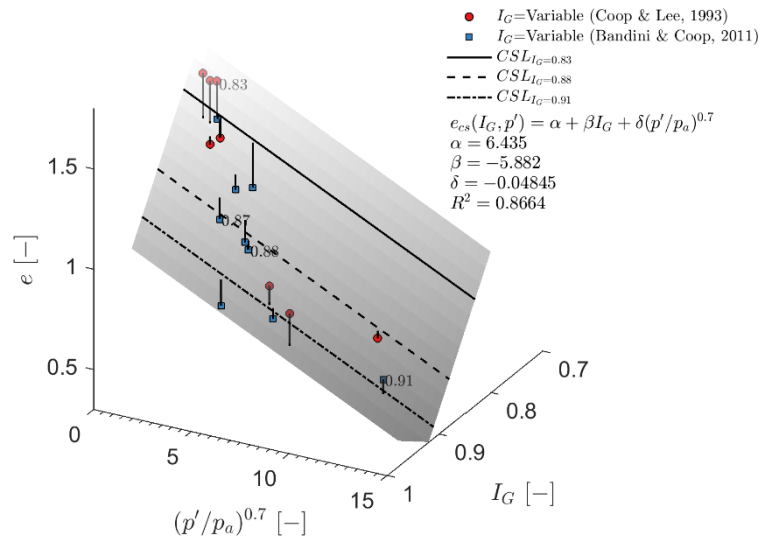 I_G=Variable (Coop & Lee, 1993)
I_G=Variable (Bandini & Coop, 2011)
CSL_{I_G=0.83}
CSL_{I_G=0.88}
CSL_{I_G=0.91}
e_{cs}(I_G, p′) = α + βI_G + δ(p′/p_a)^{0.7}
α = 6.435
β = −5.882
δ = −0.04845
R² = 0.8664
0.83
1.5
0.87
0.88
1
e [−]
0.5
0.91
0.7
0.8
0.9
1
I_G [−]
0
5
10
15
(p′/p_a)^{0.7} [−]